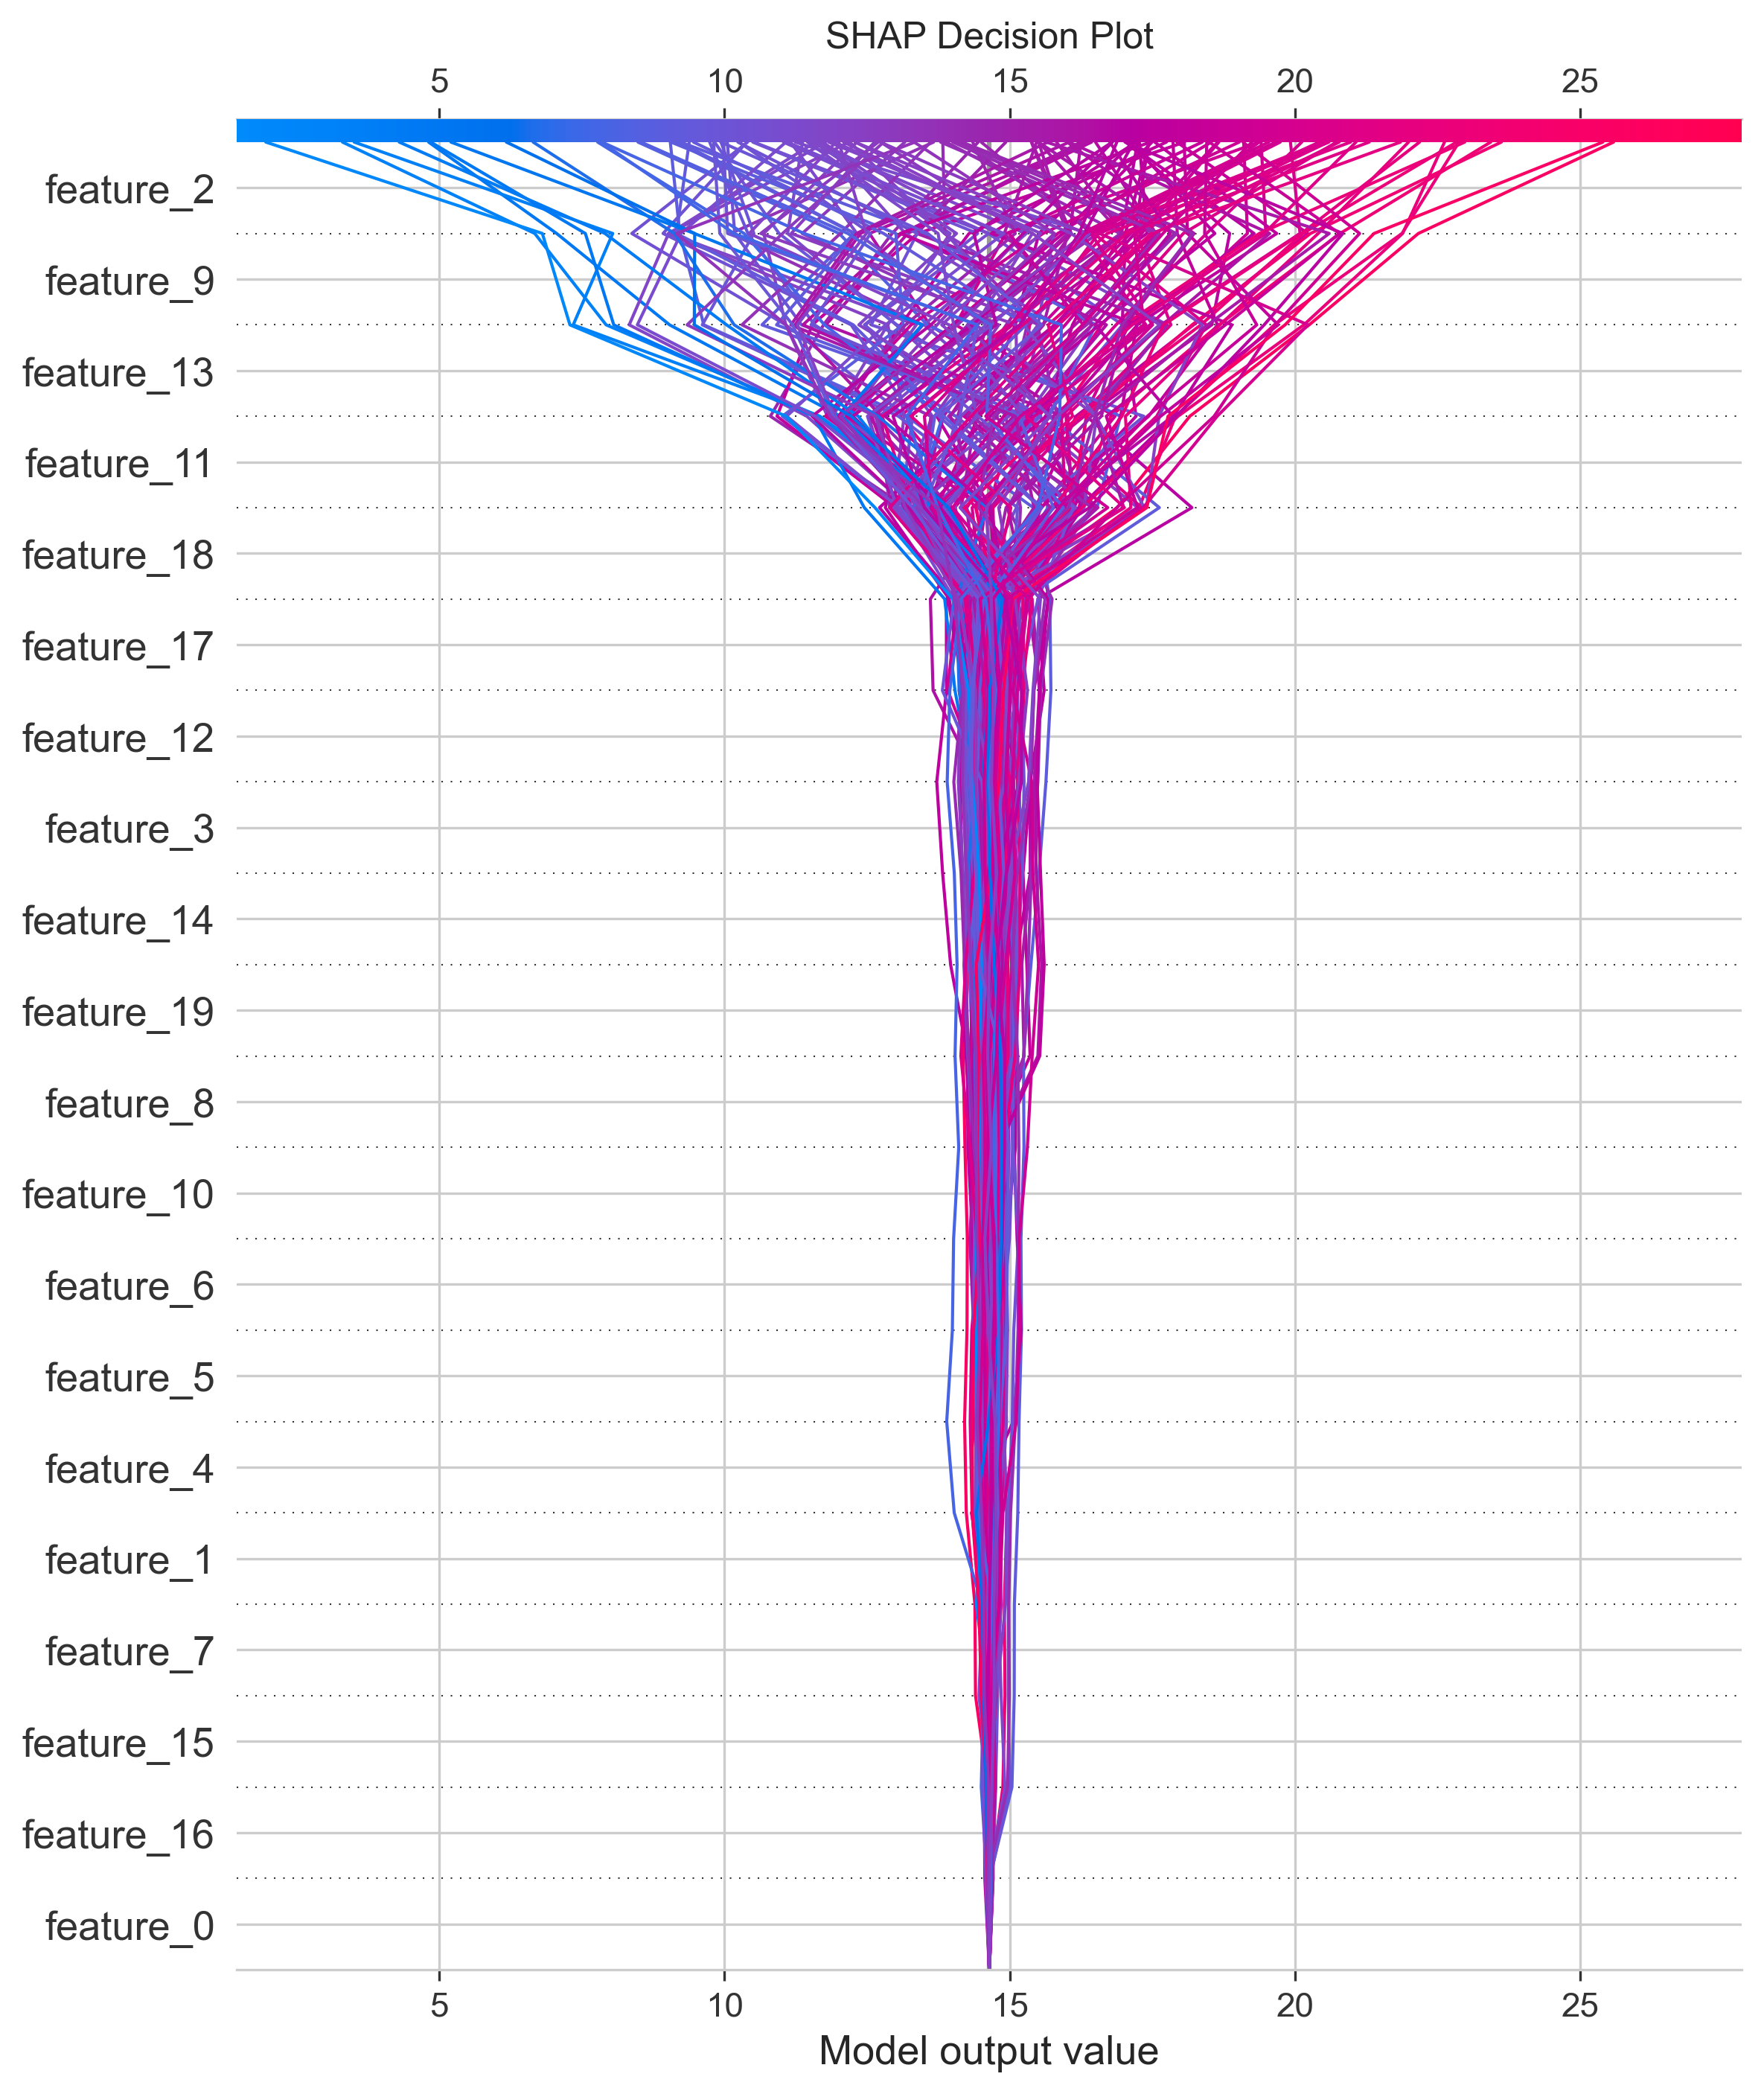 SHAP Decision Plot
5 10 15 20 25
feature_2
feature_9
feature_13
feature_11
feature_18
feature_17
feature_12
feature_3
feature_14
feature_19
feature_8
feature_10
feature_6
feature_5
feature_4
feature_1
feature_7
feature_15
feature_16
feature_0
5 10 15 20 25
Model output value